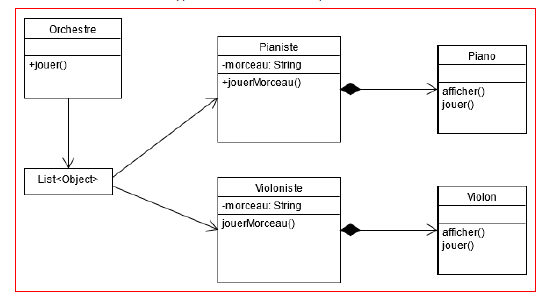 Orchestre
+jouer()
List<Object>
Pianiste
-morceau: String
+jouerMorceau()
Piano
afficher()
jouer()
Violoniste
-morceau: String
jouerMorceau()
Violon
afficher()
jouer()